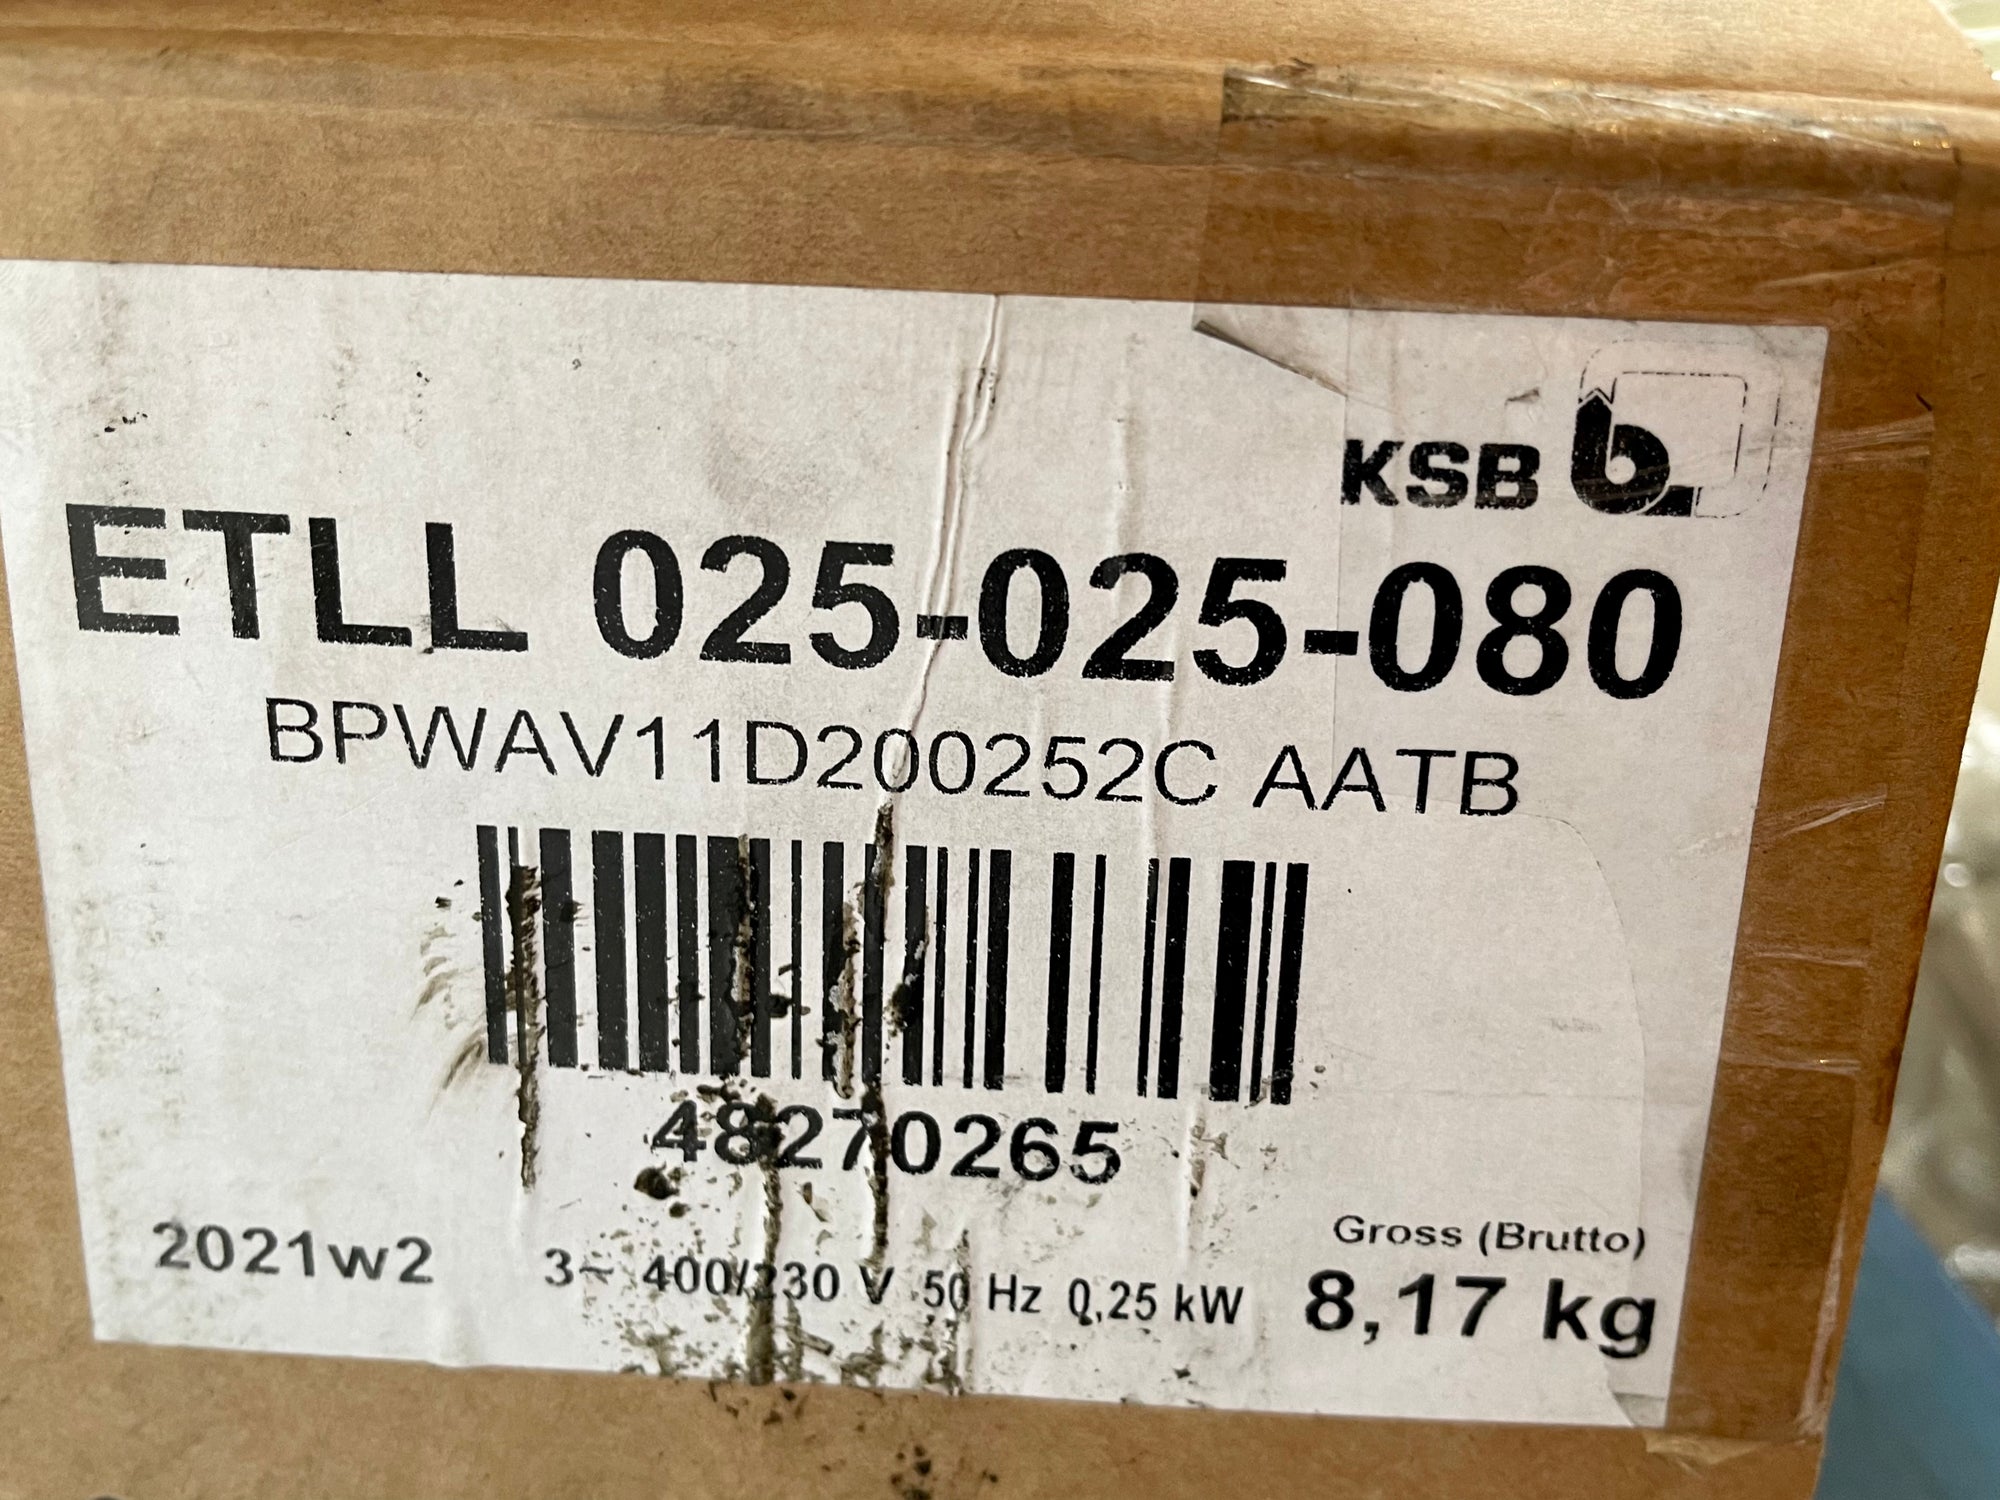 KSB
ETLL 025-025-080
BPWAV11D200252C AATB
48270265
2021w2 3~ 400/230 V 50 Hz 0,25 kW
Gross (Brutto)
8,17 kg